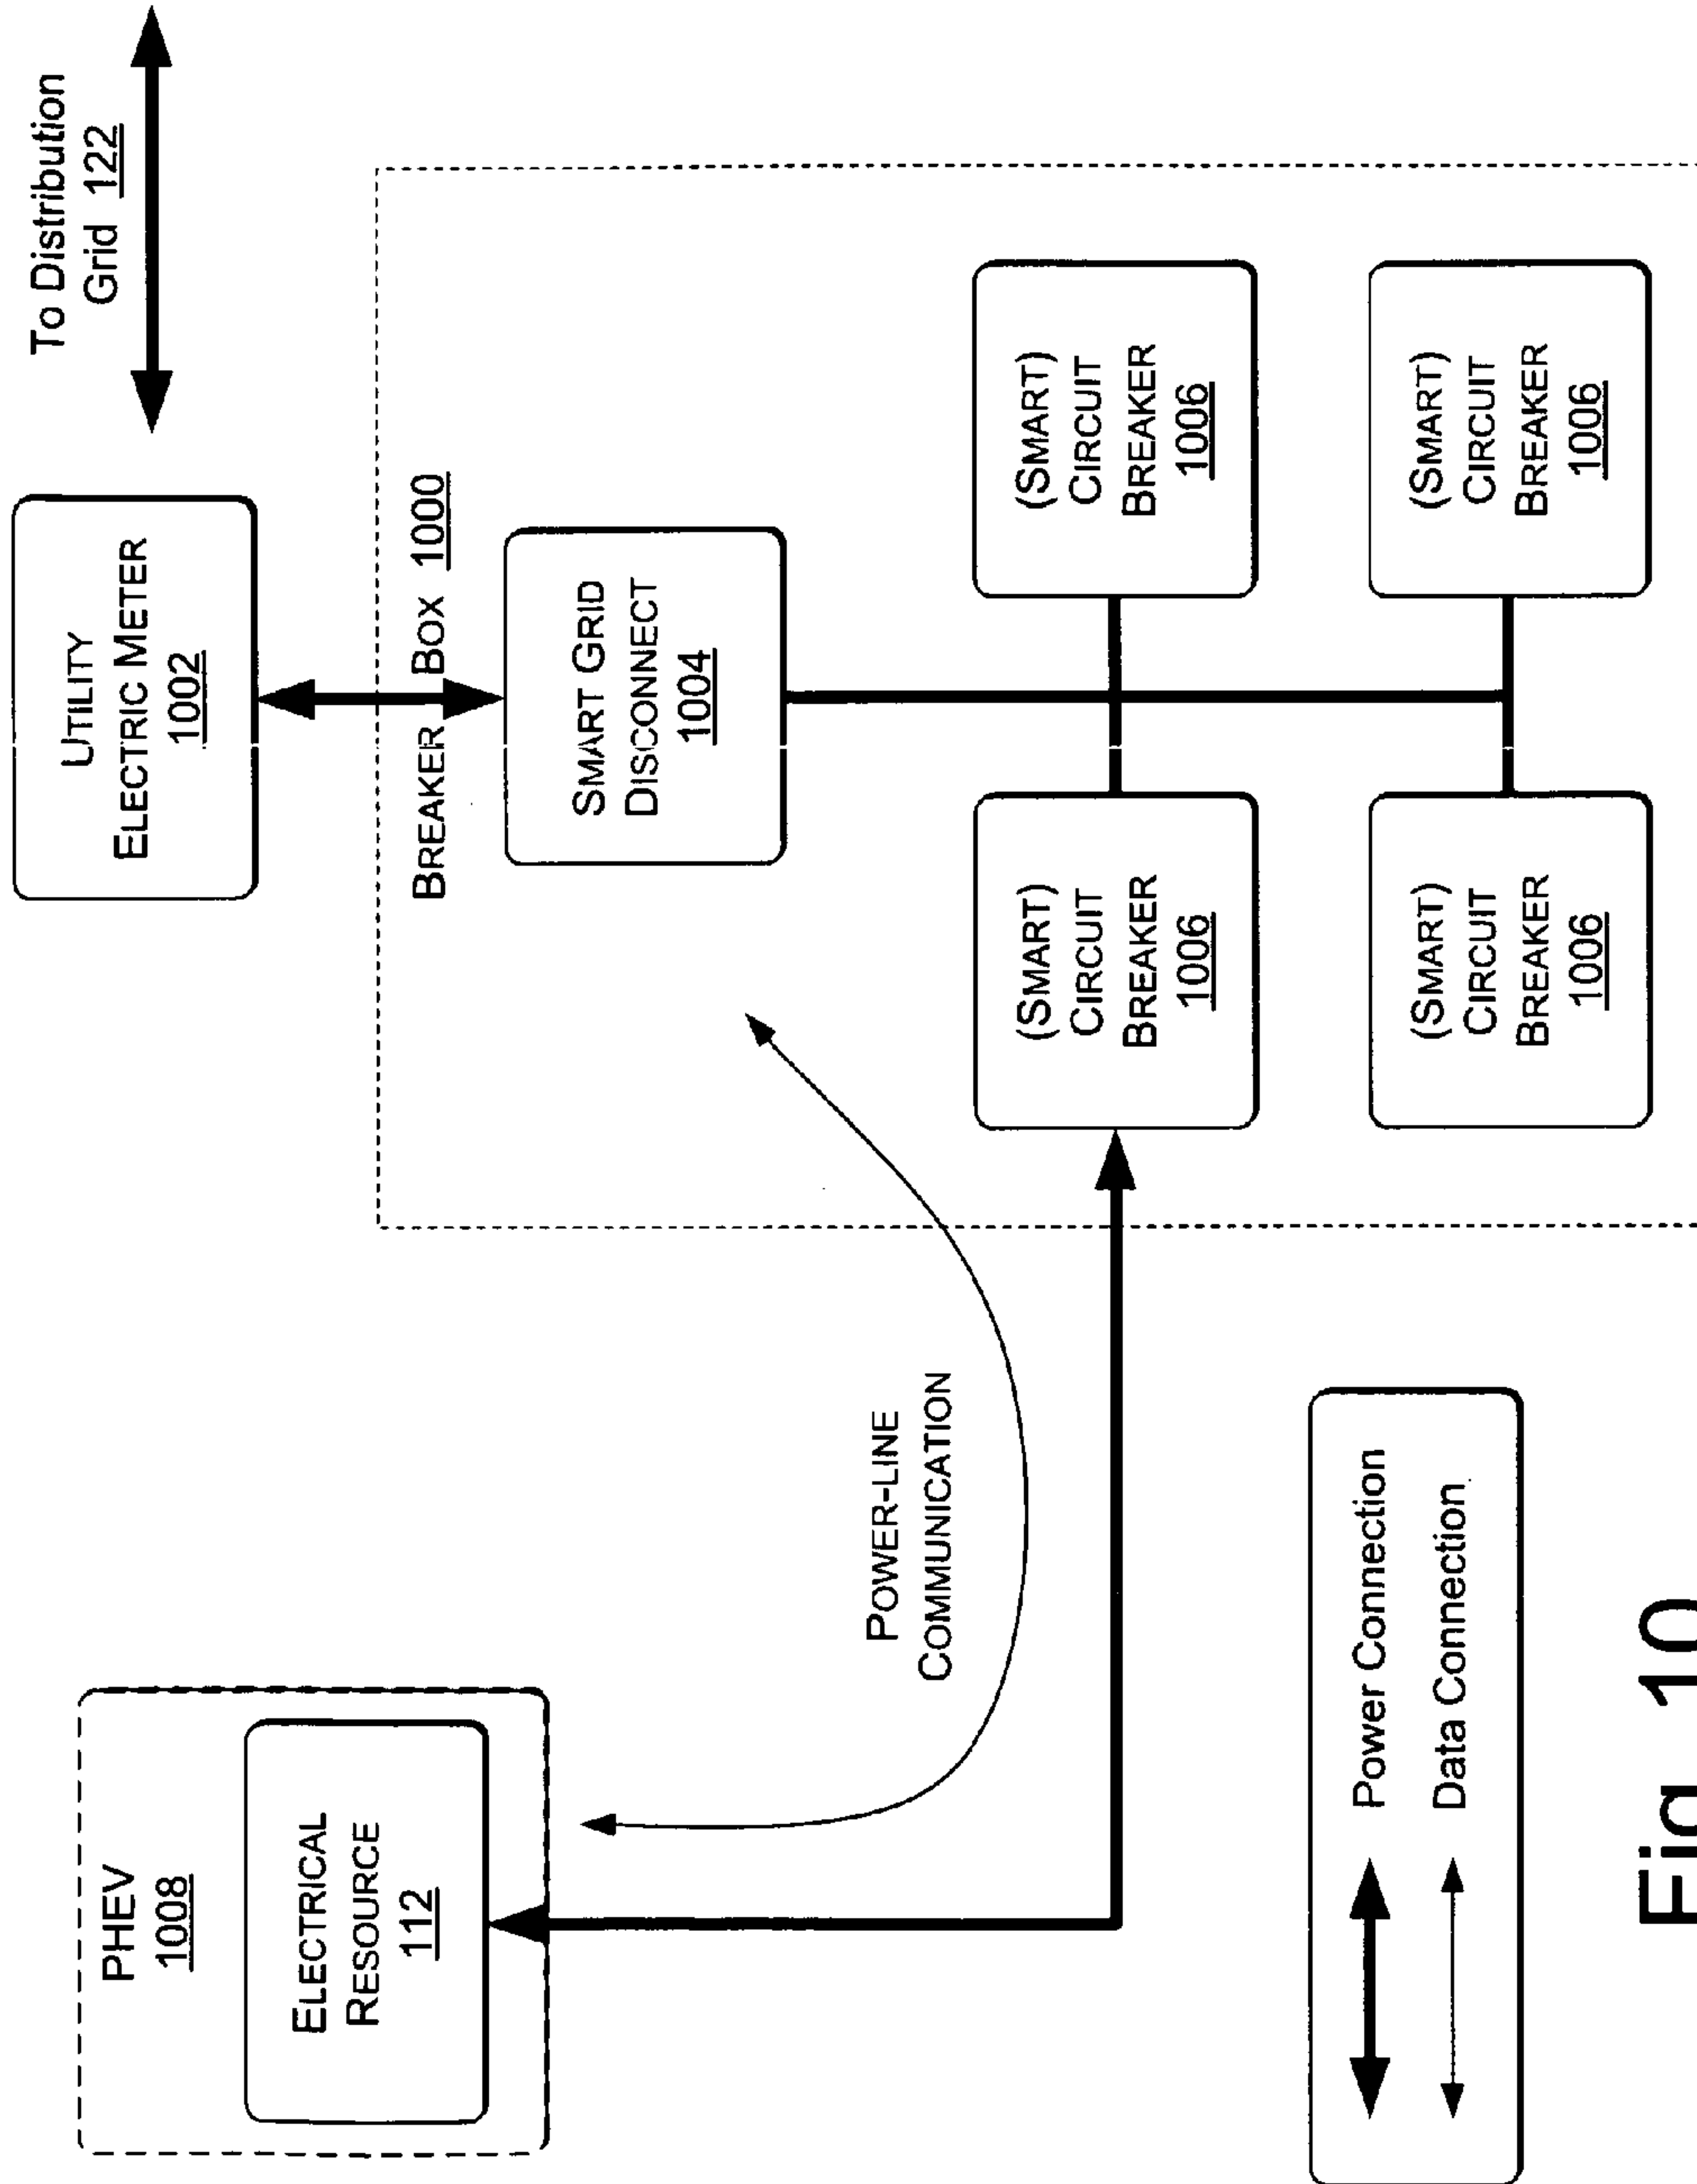 To Distribution
Grid 122
UTILITY
ELECTRIC METER
1002
BREAKER BOX 1000
SMART GRID
DISCONNECT
1004
(SMART)
CIRCUIT
BREAKER
1006
(SMART)
CIRCUIT
BREAKER
1006
(SMART)
CIRCUIT
BREAKER
1006
(SMART)
CIRCUIT
BREAKER
1006
PHEV
1008
ELECTRICAL
RESOURCE
112
POWER-LINE
COMMUNICATION
Power Connection
Data Connection
Fig. 10